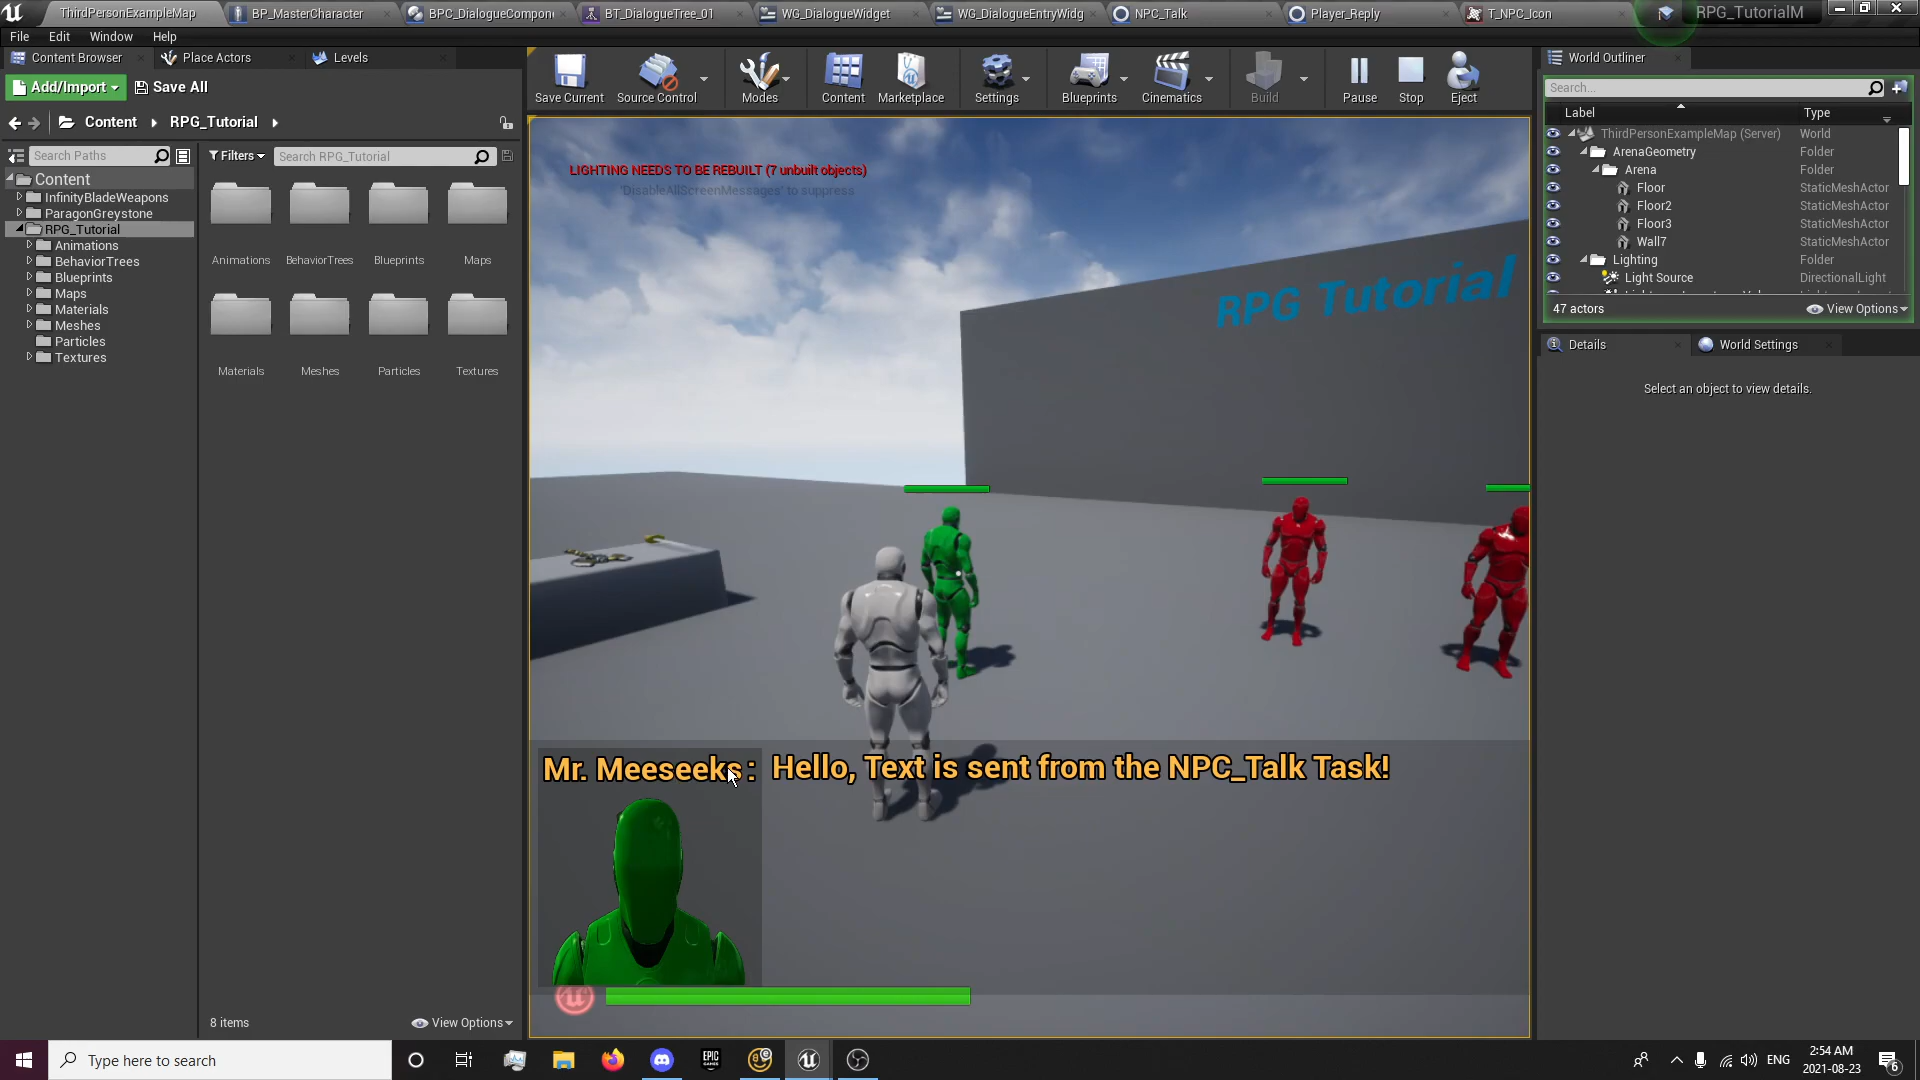 ThirdPersonExampleMap
BP_MasterCharacter
BPC_DialogueCompon
BT_DialogueTree_01
WG_DialogueWidget
WG_DialogueEntryWidg
NPC_Talk
Player_Reply
T_NPC_Icon
RPG_TutorialM
File Edit Window Help
Content Browser
Place Actors
Levels
Add/Import
Save All
Content
RPG_Tutorial
Search Paths
Filters
Search RPG_Tutorial
Content
InfinityBladeWeapons
ParagonGreystone
RPG_Tutorial
Animations
BehaviorTrees
Blueprints
Maps
Materials
Meshes
Particles
Textures
Animations
BehaviorTrees
Blueprints
Maps
Materials
Meshes
Particles
Textures
8 items
View Options
Save Current
Source Control
Modes
Content
Marketplace
Settings
Blueprints
Cinematics
Build
Pause
Stop
Eject
LIGHTING NEEDS TO BE REBUILT (7 unbuilt objects)
'DisableAllScreenMessages' to suppress
RPG Tutorial
Mr. Meeseeks: Hello, Text is sent from the NPC_Talk Task!
World Outliner
Search...
Label Type
ThirdPersonExampleMap (Server) World
ArenaGeometry Folder
Arena Folder
Floor StaticMeshActor
Floor2 StaticMeshActor
Floor3 StaticMeshActor
Wall7 StaticMeshActor
Lighting Folder
Light Source DirectionalLight
47 actors
View Options
Details
World Settings
Select an object to view details.
Type here to search
EPIC GAMES
ENG
2:54 AM
2021-08-23
6